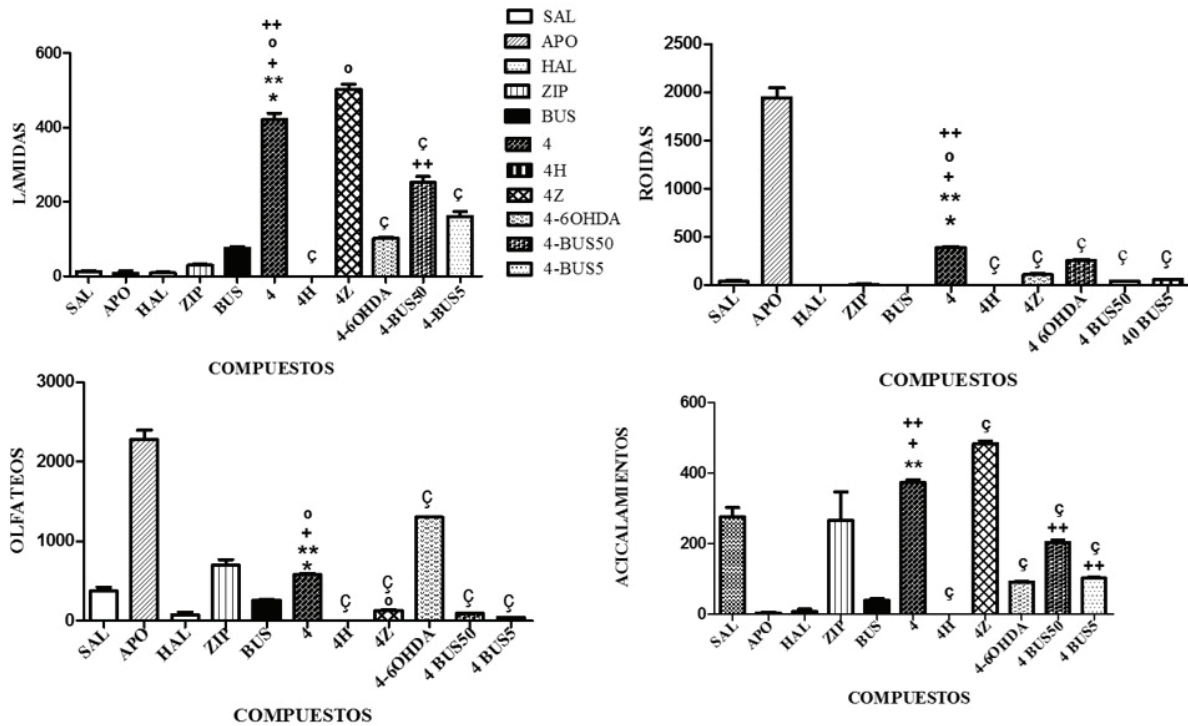 SAL
APO
HAL
ZIP
BUS
4
4H
4Z
4-6OHDA
4-BUS50
4-BUS5
LAMIDAS
600
400
200
0
++
o
+
**
*
Ç
o
Ç
Ç
++
Ç
SAL APO HAL ZIP BUS 4 4H 4Z 4-6OHDA 4-BUS50 4-BUS5
COMPUESTOS
ROIDAS
2500
2000
1500
1000
500
0
++
o
+
**
*
Ç
Ç
Ç
Ç
Ç
SAL APO HAL ZIP BUS 4 4H 4Z 4 6OHDA 4 BUS50 40 BUS5
COMPUESTOS
OLFATEOS
3000
2000
1000
0
o
+
**
*
Ç
Ç
o
Ç
Ç
Ç
SAL APO HAL ZIP BUS 4 4H 4Z 4-6OHDA 4 BUS50 4 BUS5
COMPUESTOS
ACICALAMIENTOS
600
400
200
0
++
+
**
Ç
Ç
Ç
Ç
++
Ç
++
SAL APO HAL ZIP BUS 4 4H 4Z 4-6OHDA 4 BUS50 4 BUS5
COMPUESTOS